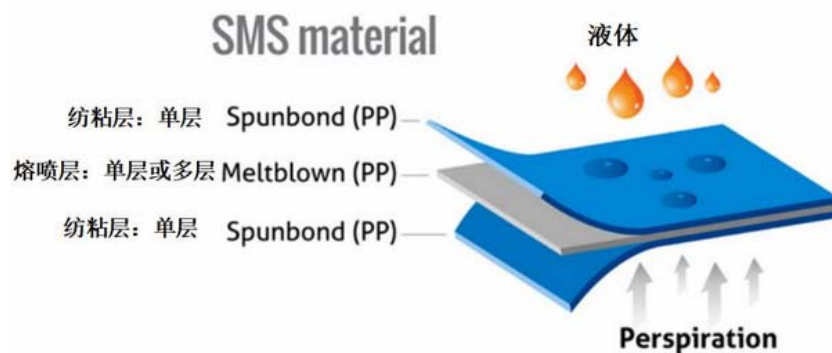 SMS material
液体
纺粘层：单层 Spunbond (PP)
熔喷层：单层或多层 Meltblown (PP)
纺粘层：单层 Spunbond (PP)
Perspiration